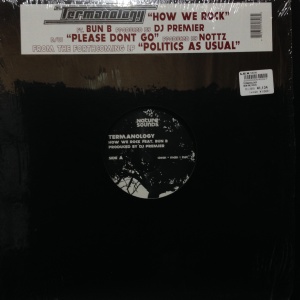 Termanology "HOW WE ROCK"
FT. BUN B PRODUCED BY DJ PREMIER
B/W "PLEASE DONT GO" PRODUCED BY NOTTZ
FROM THE FORTHCOMING LP "POLITICS AS USUAL"
NATURE SOUNDS
TERMANOLOGY
HOW WE ROCK FEAT. BUN B
PRODUCED BY DJ PREMIER
SIDE A